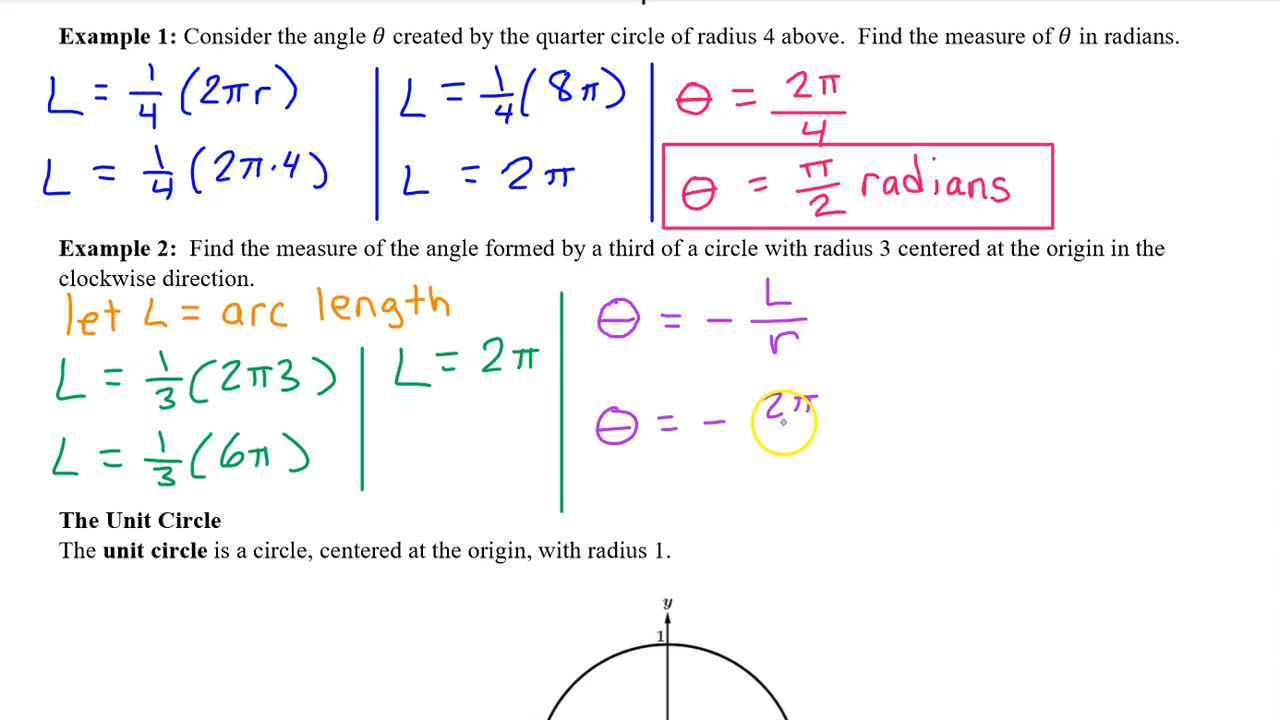 Example 1: Consider the angle θ created by the quarter circle of radius 4 above.  Find the measure of θ in radians.
L = 1/4 (2πr)
L = 1/4 (2π·4)
L = 1/4 (8π)
L = 2π
θ = 2π/4
θ = π/2 radians
Example 2:  Find the measure of the angle formed by a third of a circle with radius 3 centered at the origin in the
clockwise direction.
let L = arc length
L = 1/3 (2π3)
L = 1/3 (6π)
L = 2π
θ = - L/r
θ = - 2π
The Unit Circle
The unit circle is a circle, centered at the origin, with radius 1.
y
1